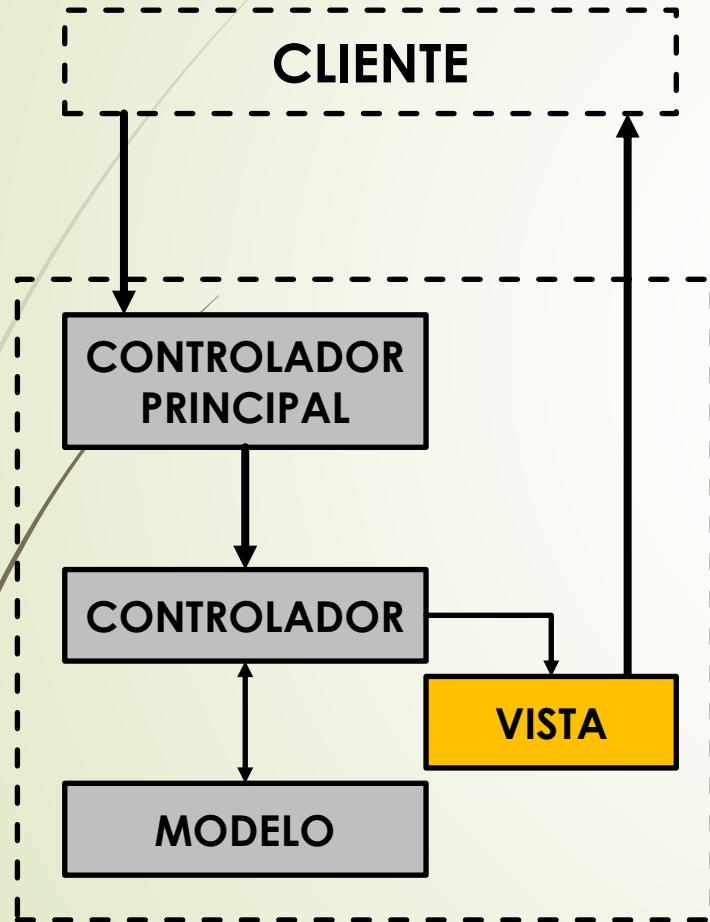 CLIENTE
CONTROLADOR
PRINCIPAL
CONTROLADOR
VISTA
MODELO